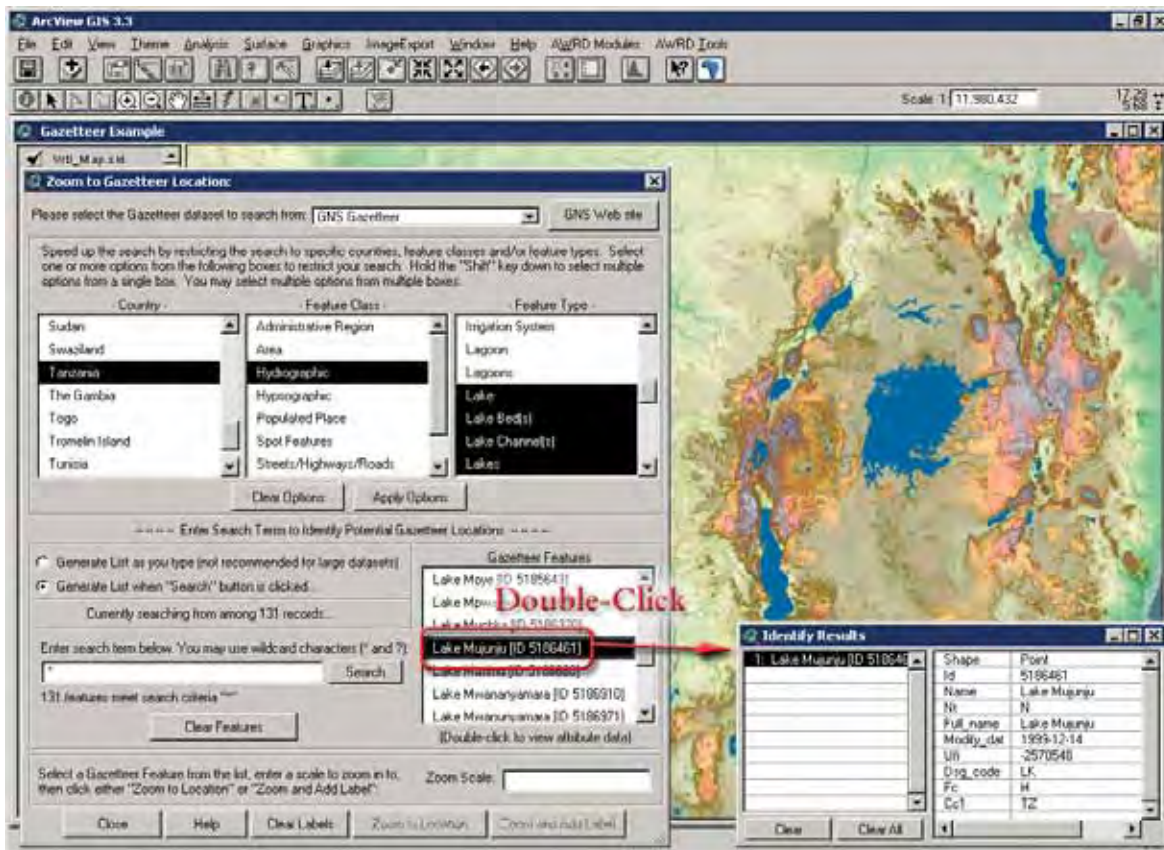 ArcView GIS 3.3
File Edit View Theme Analysis Surface Graphics ImageExport Window Help AWRD Modules AWRD Tools
Scale 1: 11,980,432
17.29
5.68
Gazetteer Example
Zoom to Gazetteer Location:
Please select the Gazetteer dataset to search from: GNS Gazetteer GNS Web site
Speed up the search by restricting the search to specific countries, feature classes and/or feature types. Select
one or more options from the following boxes to restrict your search. Hold the "Shift" key down to select multiple
options from a single box. You may select multiple options from multiple boxes.
- Country - - Feature Class - - Feature Type -
Sudan Administrative Region Irrigation System
Swaziland Area Lagoon
Tanzania Hydrographic Lagoons
The Gambia Hypsographic Lake
Togo Populated Place Lake Bed(s)
Tromelin Island Spot Features Lake Channel(s)
Tunisia Streets/Highways/Roads Lakes
Clear Options Apply Options
---- Enter Search Term to Identify Potential Gazetteer Locations ----
Generate List as you type (not recommended for large datasets)
Generate List when "Search" button is clicked...
Currently searching from among 131 records...
Enter search term below. You may use wildcard characters (* and ?)
* Search
131 features meet search criteria "*"
Clear Features
Gazetteer Features
Lake Moye [ID 5185643]
Double-Click
Lake Mujunju [ID 5186461]
Lake Mwananyamara [ID 5186910]
Lake Mwanunyamara [ID 5186971]
(Double-click to view attribute data)
Select a Gazetteer Feature from the list, enter a scale to zoom in to,
then click either "Zoom to Location" or "Zoom and Add Label":
Zoom Scale:
Close Help Clear Labels Zoom to Location Zoom and Add Label
Identify Results
1: Lake Mujunju [ID 518646
Shape Point
Id 5186461
Name Lake Mujunju
Nt N
Full_name Lake Mujunju
Modify_dat 1999-12-14
Ufi -2570548
Dsg_code LK
Fc H
Cc1 TZ
Clear Clear All